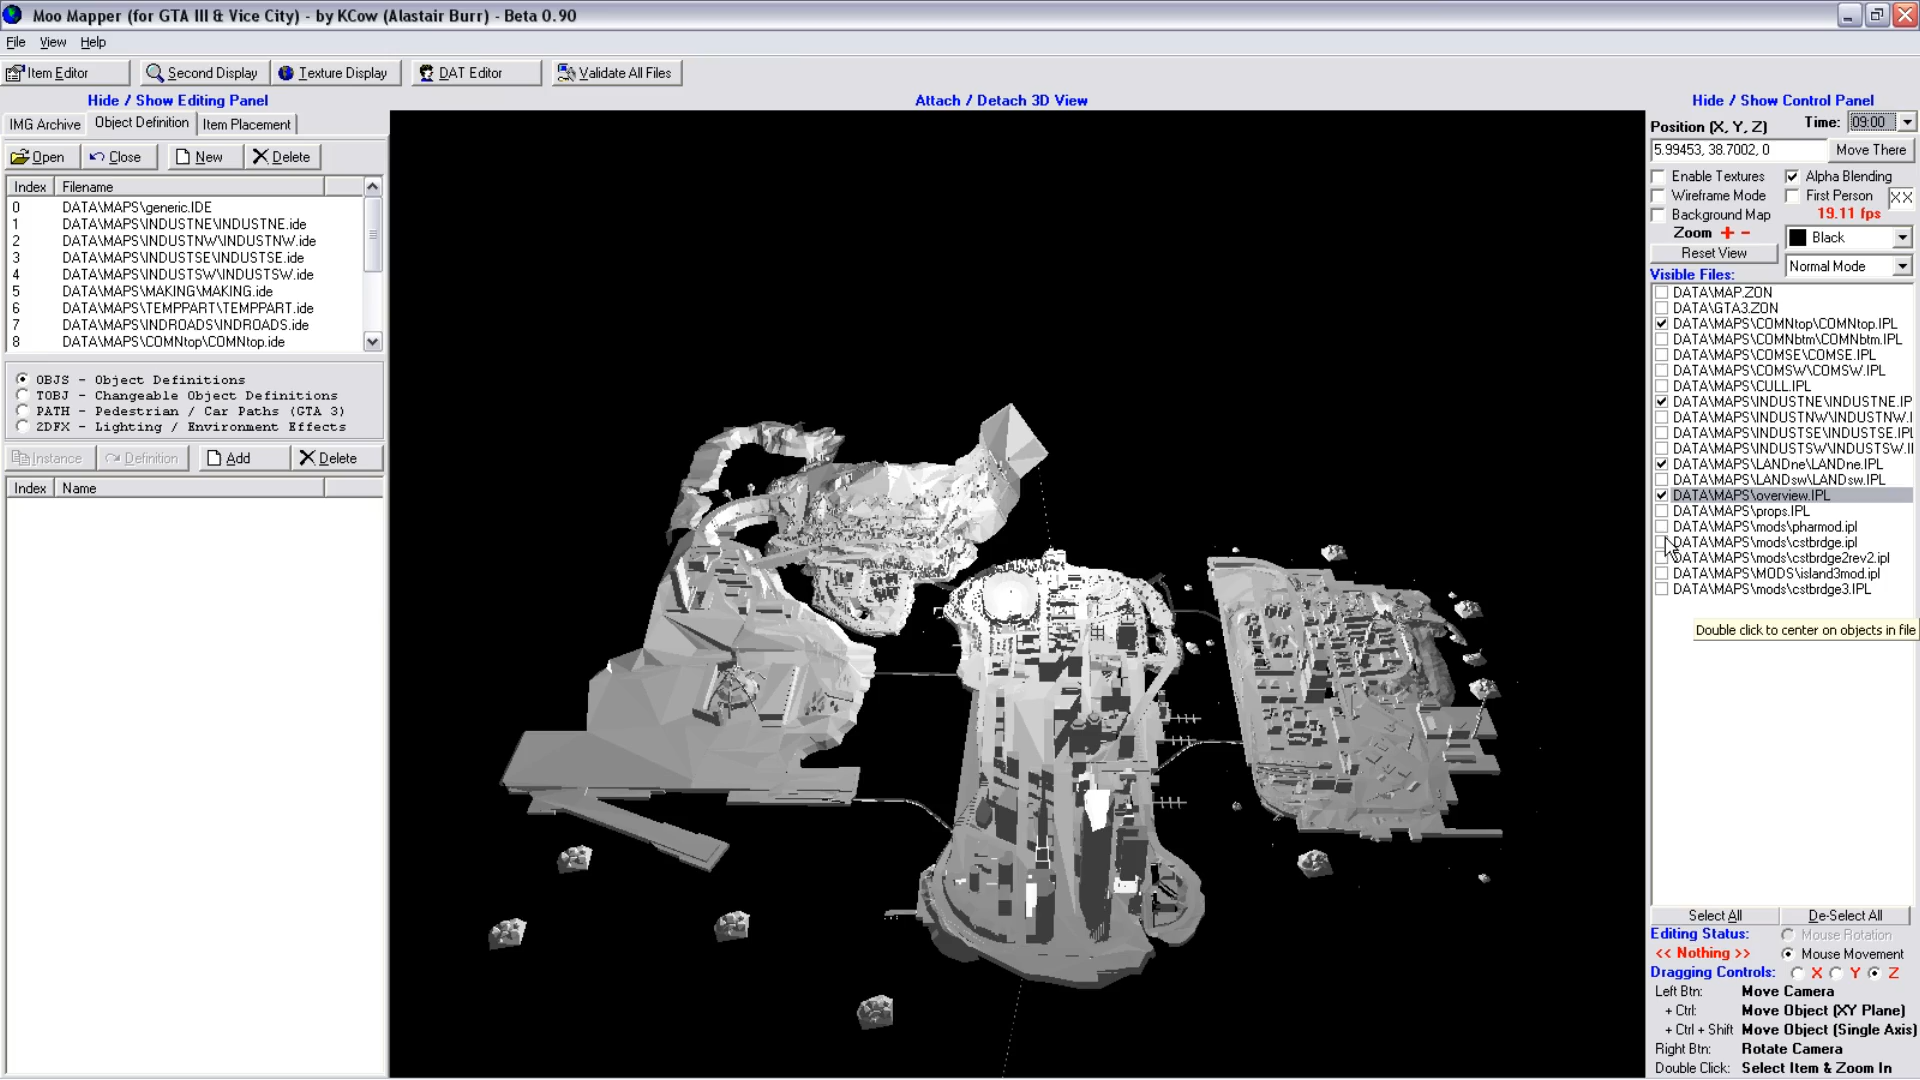 Moo Mapper (for GTA III & Vice City) - by KCow (Alastair Burr) - Beta 0.90
File View Help
Item Editor Second Display Texture Display DAT Editor Validate All Files
Hide / Show Editing Panel
Attach / Detach 3D View
Hide / Show Control Panel
IMG Archive Object Definition Item Placement
Open Close New Delete
Index Filename
0 DATA\MAPS\generic.IDE
1 DATA\MAPS\INDUSTNE\INDUSTNE.ide
2 DATA\MAPS\INDUSTNW\INDUSTNW.ide
3 DATA\MAPS\INDUSTSE\INDUSTSE.ide
4 DATA\MAPS\INDUSTSW\INDUSTSW.ide
5 DATA\MAPS\MAKING\MAKING.ide
6 DATA\MAPS\TEMPPART\TEMPPART.ide
7 DATA\MAPS\INDROADS\INDROADS.ide
8 DATA\MAPS\COMNtop\COMNtop.ide
OBJS - Object Definitions
TOBJ - Changeable Object Definitions
PATH - Pedestrian / Car Paths (GTA 3)
2DFX - Lighting / Environment Effects
Instance Definition Add Delete
Index Name
Position (X, Y, Z) Time: 09:00
5.99453, 38.7002, 0 Move There
Enable Textures Alpha Blending
Wireframe Mode First Person XX
Background Map 19.11 fps
Zoom + - Black
Reset View Normal Mode
Visible Files:
DATA\MAP.ZON
DATA\GTA3.ZON
DATA\MAPS\COMNtop\COMNtop.IPL
DATA\MAPS\COMNbtm\COMNbtm.IPL
DATA\MAPS\COMSE\COMSE.IPL
DATA\MAPS\COMSW\COMSW.IPL
DATA\MAPS\CULL.IPL
DATA\MAPS\INDUSTNE\INDUSTNE.IP
DATA\MAPS\INDUSTNW\INDUSTNW.I
DATA\MAPS\INDUSTSE\INDUSTSE.IPL
DATA\MAPS\INDUSTSW\INDUSTSW.II
DATA\MAPS\LANDne\LANDne.IPL
DATA\MAPS\LANDsw\LANDsw.IPL
DATA\MAPS\overview.IPL
DATA\MAPS\props.IPL
DATA\MAPS\mods\pharmod.ipl
DATA\MAPS\mods\cstbrdge.ipl
DATA\MAPS\mods\cstbrdge2rev2.ipl
DATA\MAPS\MODS\island3mod.ipl
DATA\MAPS\mods\cstbrdge3.IPL
Double click to center on objects in file
Select All De-Select All
Editing Status: Mouse Rotation
<< Nothing >> Mouse Movement
Dragging Controls: X Y Z
Left Btn: Move Camera
+ Ctrl: Move Object (XY Plane)
+ Ctrl + Shift Move Object (Single Axis)
Right Btn: Rotate Camera
Double Click: Select Item & Zoom In